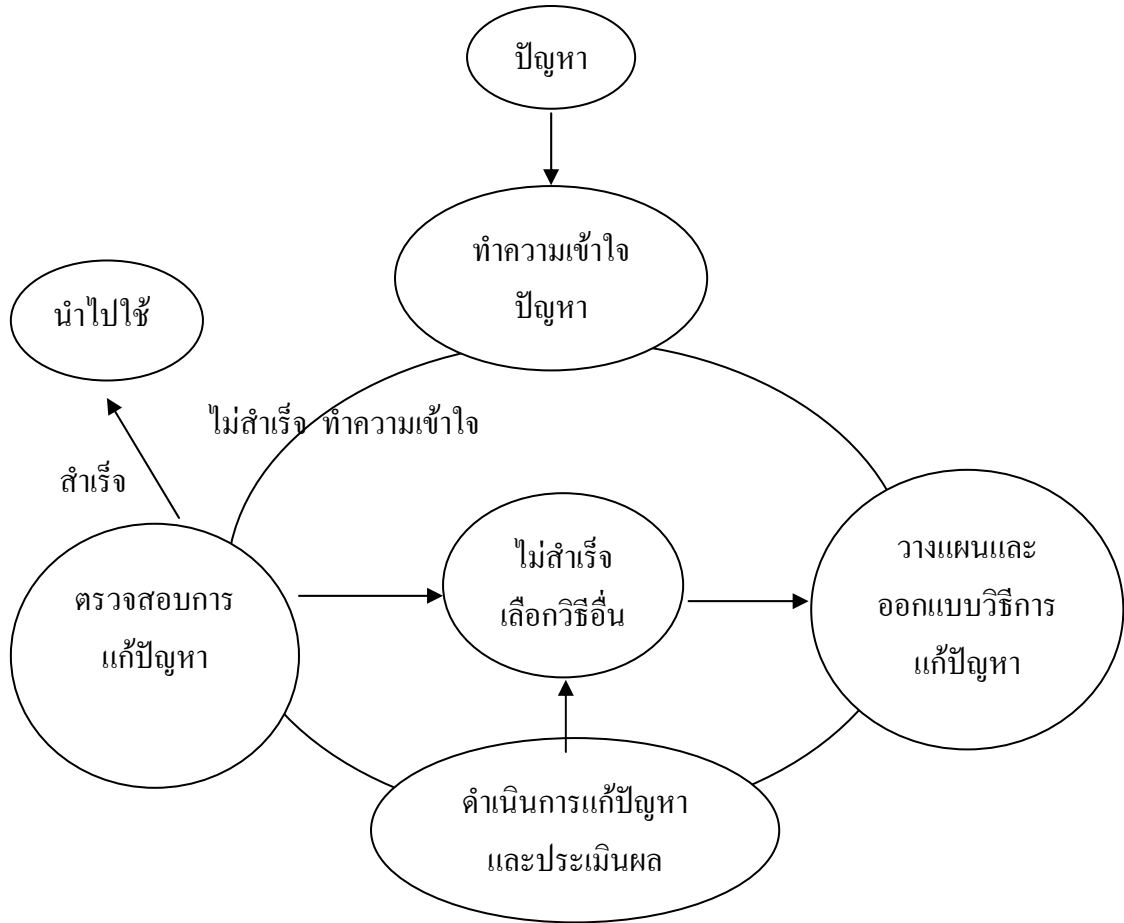 ปัญหา
ทำความเข้าใจ
ปัญหา
นำไปใช้
ไม่สำเร็จ ทำความเข้าใจ
สำเร็จ
ไม่สำเร็จ
เลือกวิธีอื่น
วางแผนและ
ออกแบบวิธีการ
แก้ปัญหา
ตรวจสอบการ
แก้ปัญหา
ดำเนินการแก้ปัญหา
และประเมินผล